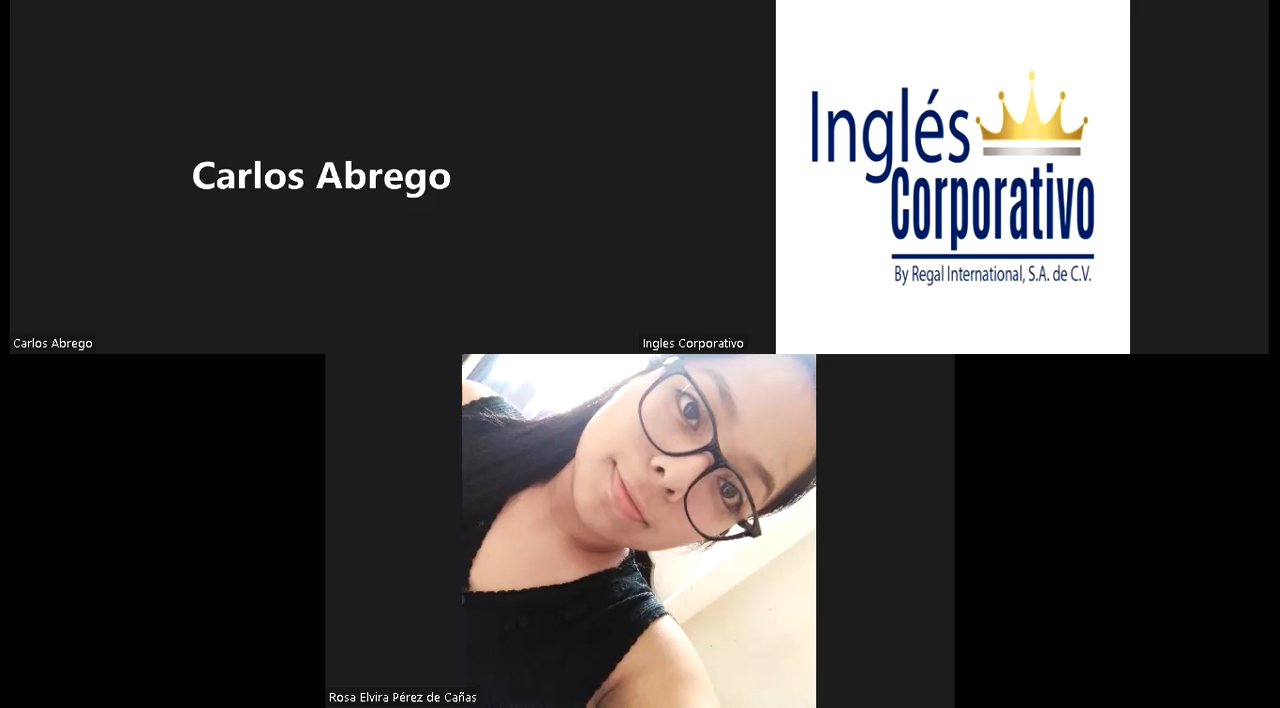 Carlos Abrego
Inglés
Corporativo
By Regal International, S.A. de C.V.
Carlos Abrego
Ingles Corporativo
Rosa Elvira Pérez de Cañas